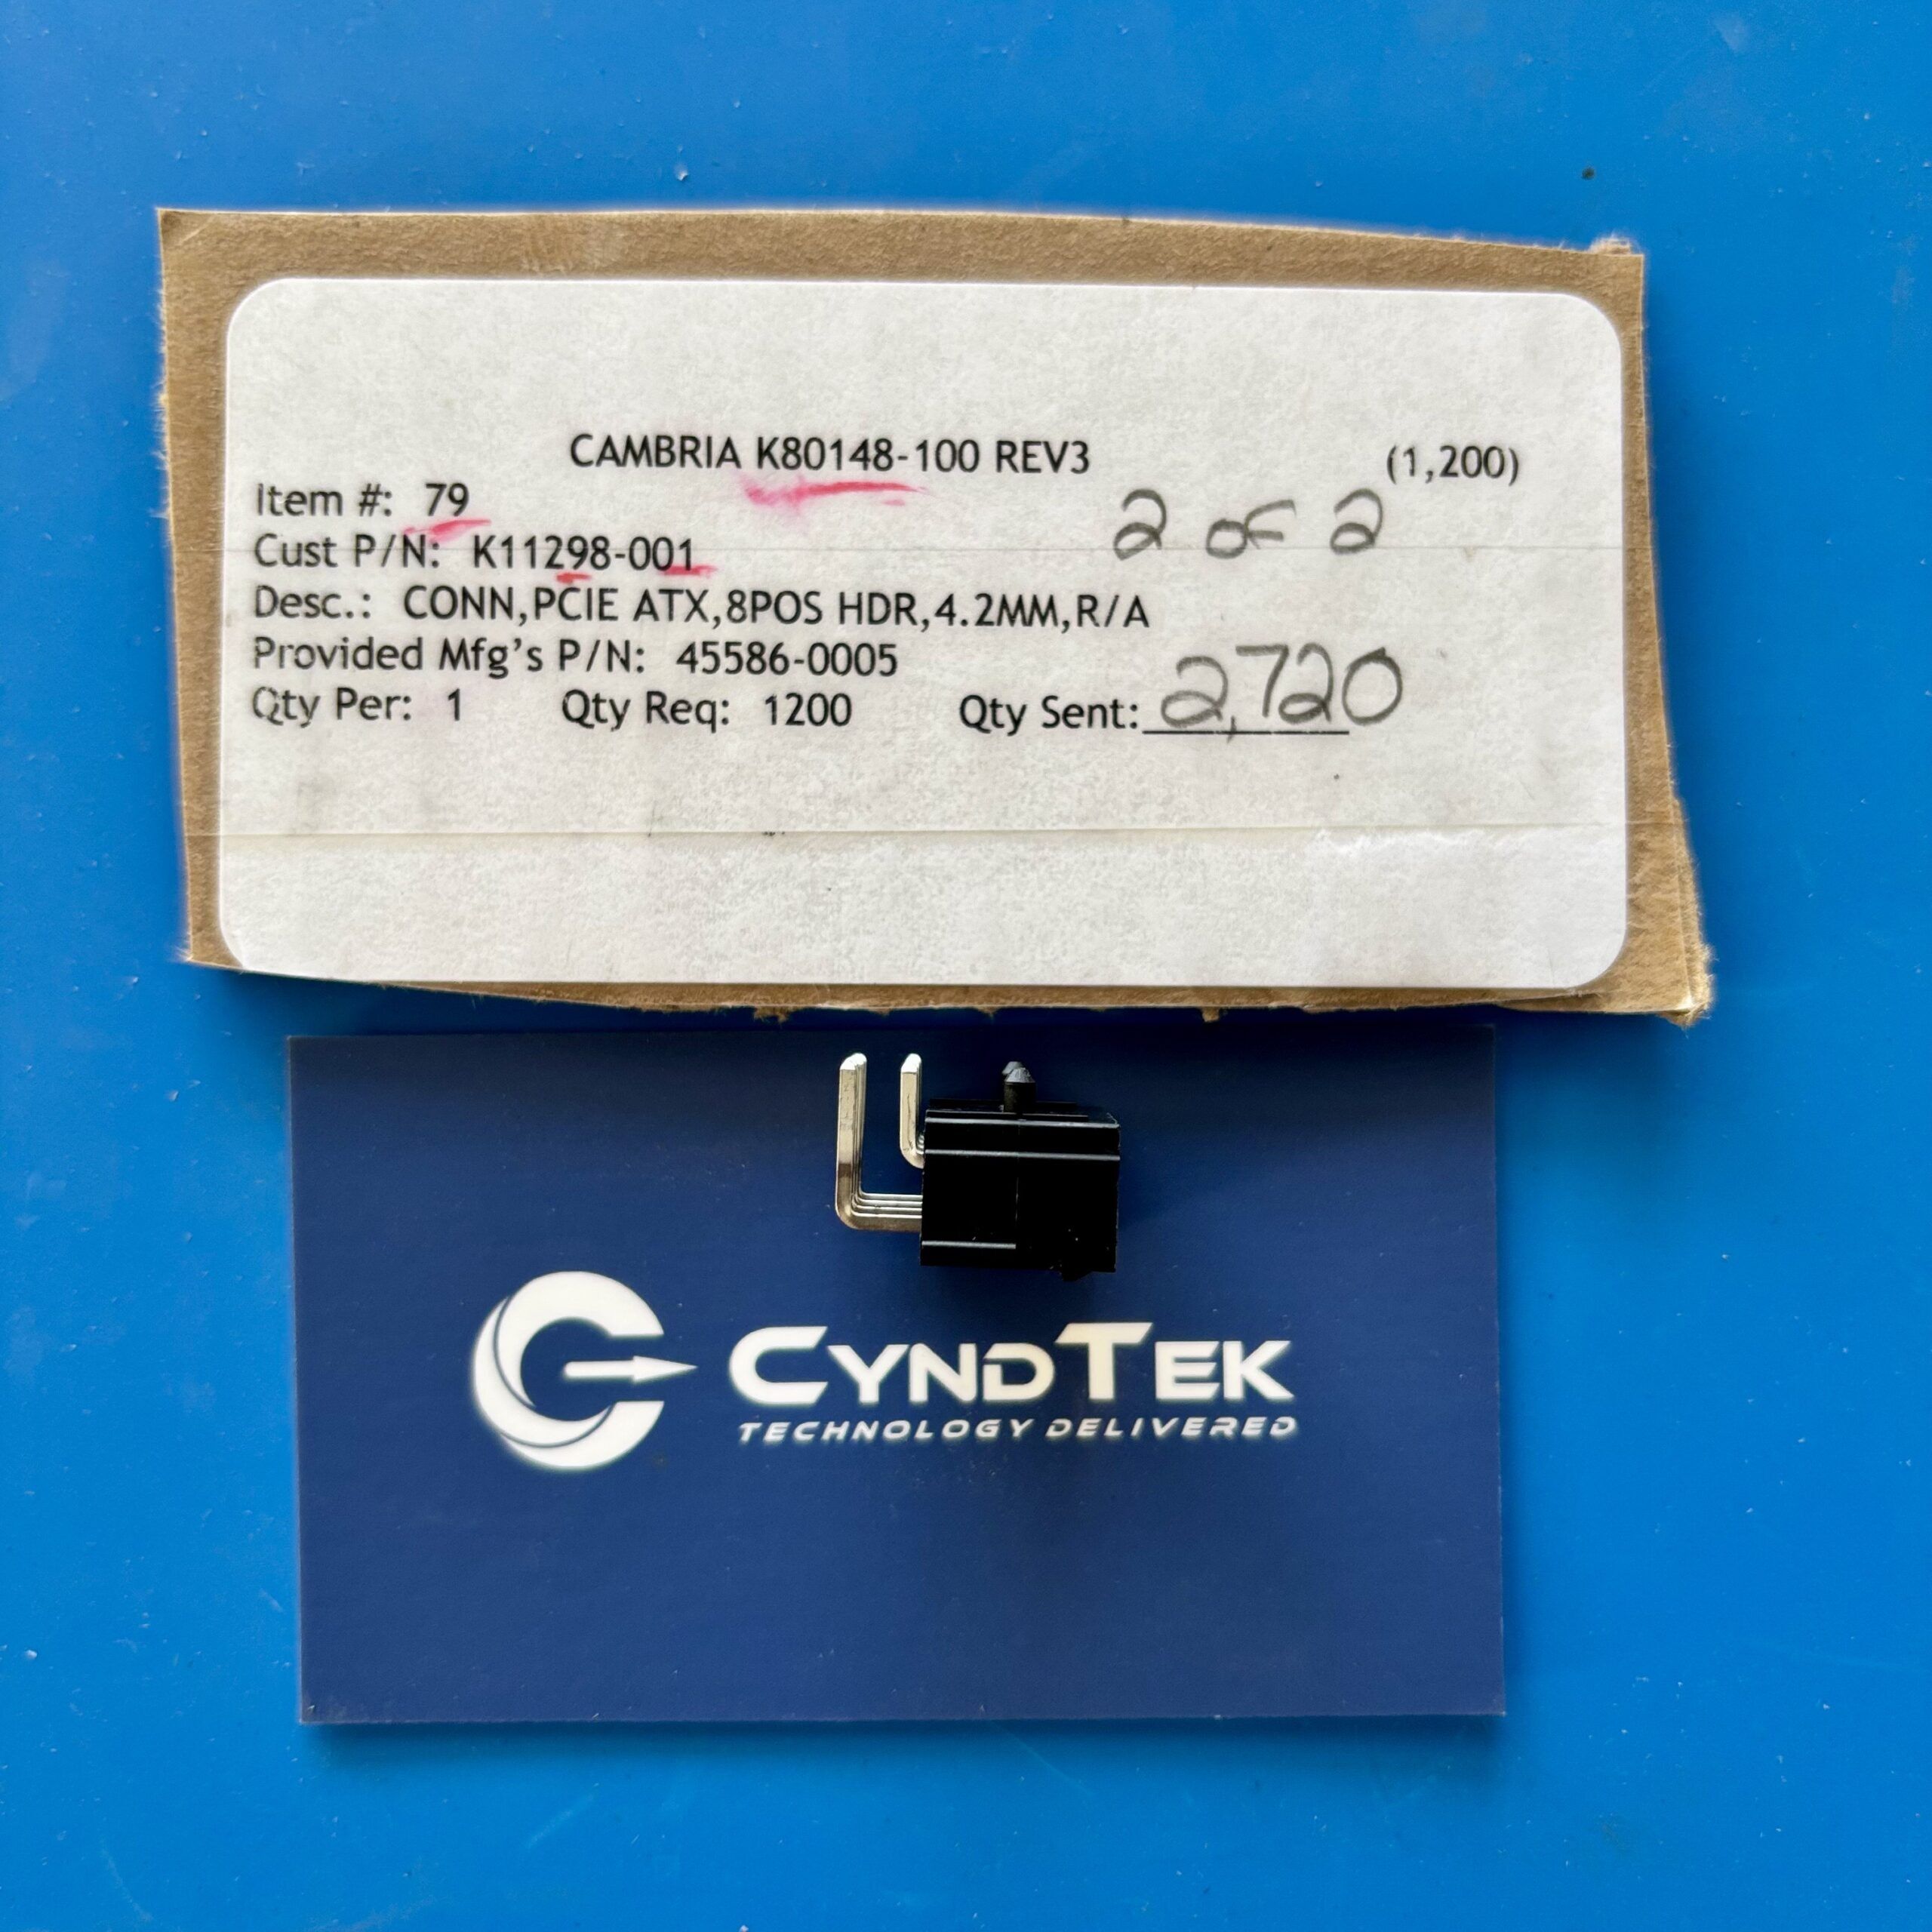 CAMBRIA K80148-100 REV3 (1,200)
Item #: 79 2 of 2
Cust P/N: K11298-001
Desc.: CONN,PCIE ATX,8POS HDR,4.2MM,R/A
Provided Mfg's P/N: 45586-0005
Qty Per: 1 Qty Req: 1200 Qty Sent: 2,720
CYNDTEK
TECHNOLOGY DELIVERED